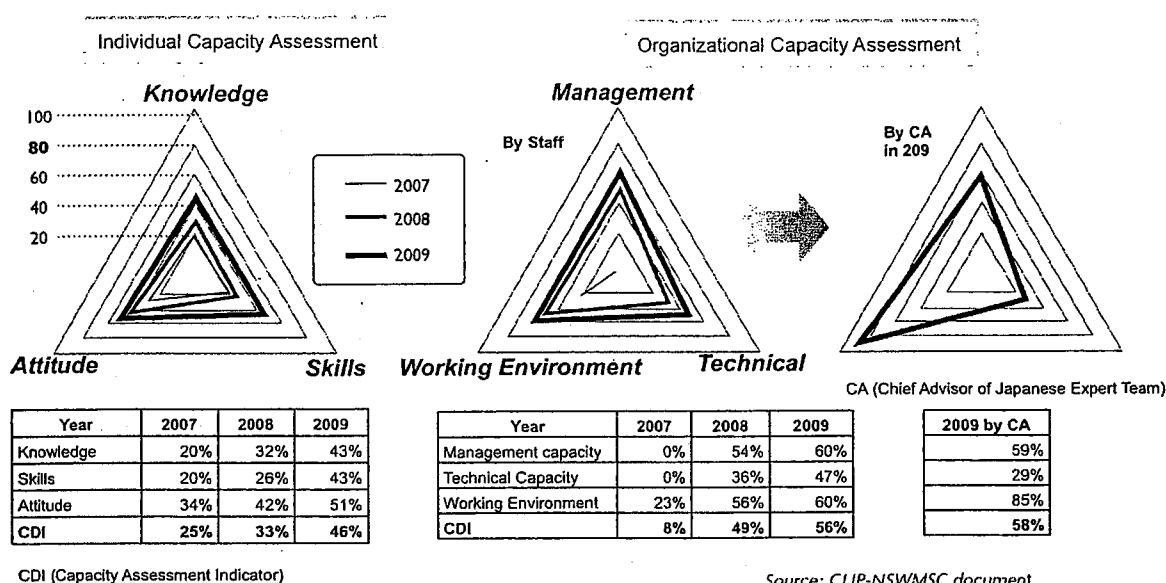 Individual Capacity Assessment
Organizational Capacity Assessment
Knowledge
100
80
60
40
20
Attitude
Skills
2007
2008
2009
Management
By Staff
Working Environment
Technical
By CA
in 209
CA (Chief Advisor of Japanese Expert Team)
Year 2007 2008 2009
Knowledge 20% 32% 43%
Skills 20% 26% 43%
Attitude 34% 42% 51%
CDI 25% 33% 46%
CDI (Capacity Assessment Indicator)
Year 2007 2008 2009
Management capacity 0% 54% 60%
Technical Capacity 0% 36% 47%
Working Environment 23% 56% 60%
CDI 8% 49% 56%
2009 by CA
59%
29%
85%
58%
Source: CLIP-NSWMSC document